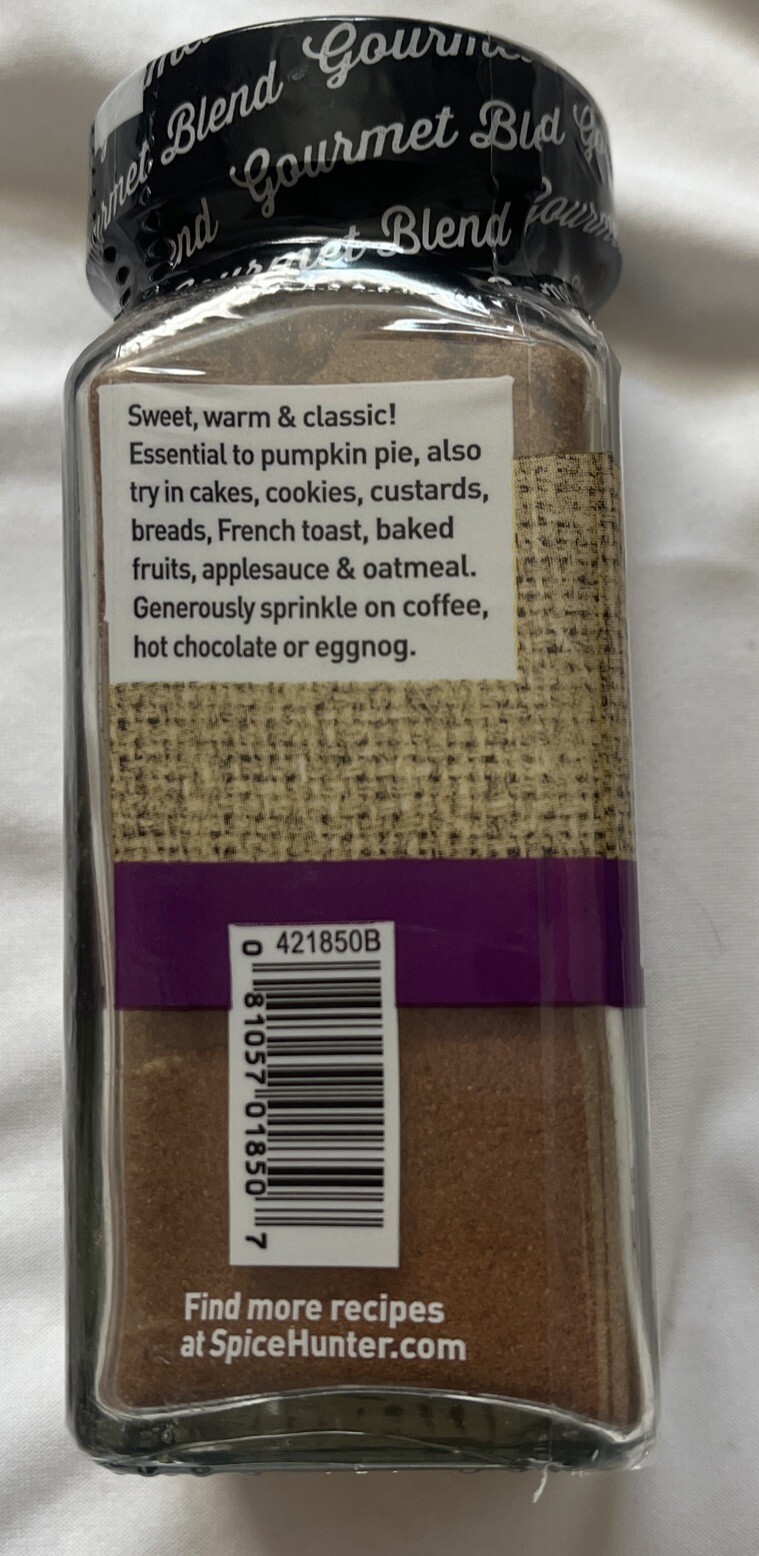 Gourmet
Blend
Gourmet
Blend
Gourmet Blend
Sweet, warm & classic!
Essential to pumpkin pie, also
try in cakes, cookies, custards,
breads, French toast, baked
fruits, applesauce & oatmeal.
Generously sprinkle on coffee,
hot chocolate or eggnog.
421850B
0 81057 01850 7
Find more recipes
at SpiceHunter.com